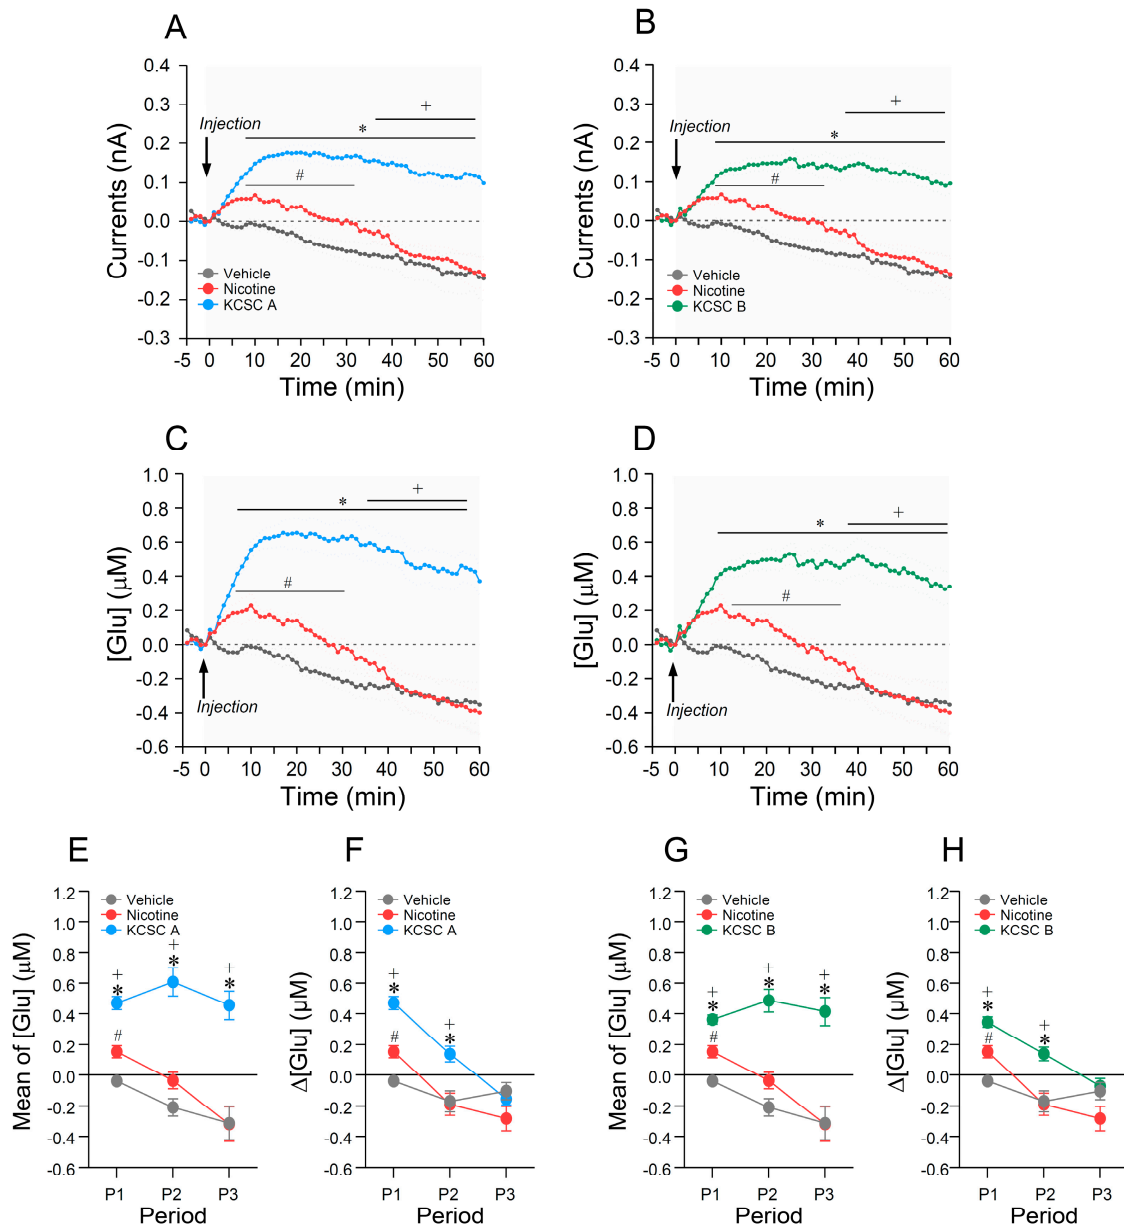 A
B
0.4
0.3
0.2
0.1
0.0
-0.1
-0.2
-0.3
Currents (nA)
Injection
+
*
#
Vehicle
Nicotine
KCSC A
-5 0 10 20 30 40 50 60
Time (min)
0.4
0.3
0.2
0.1
0.0
-0.1
-0.2
-0.3
Currents (nA)
Injection
+
*
#
Vehicle
Nicotine
KCSC B
-5 0 10 20 30 40 50 60
Time (min)
C
D
1.0
0.8
0.6
0.4
0.2
0.0
-0.2
-0.4
-0.6
[Glu] (μM)
+
*
#
Injection
-5 0 10 20 30 40 50 60
Time (min)
1.0
0.8
0.6
0.4
0.2
0.0
-0.2
-0.4
-0.6
[Glu] (μM)
+
*
#
Injection
-5 0 10 20 30 40 50 60
Time (min)
E
F
G
H
1.2
1.0
0.8
0.6
0.4
0.2
0.0
-0.2
-0.4
-0.6
Mean of [Glu] (μM)
Vehicle
Nicotine
KCSC A
+ + +
* * *
#
P1 P2 P3
Period
1.2
1.0
0.8
0.6
0.4
0.2
0.0
-0.2
-0.4
-0.6
Δ[Glu] (μM)
Vehicle
Nicotine
KCSC A
+ +
* *
#
P1 P2 P3
Period
1.2
1.0
0.8
0.6
0.4
0.2
0.0
-0.2
-0.4
-0.6
Mean of [Glu] (μM)
Vehicle
Nicotine
KCSC B
+ + +
* * *
#
P1 P2 P3
Period
1.2
1.0
0.8
0.6
0.4
0.2
0.0
-0.2
-0.4
-0.6
Δ[Glu] (μM)
Vehicle
Nicotine
KCSC B
+ +
* *
#
P1 P2 P3
Period